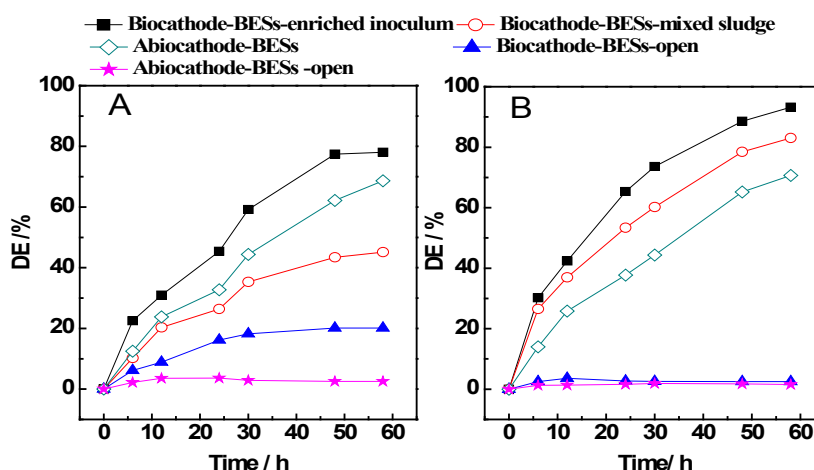 Biocathode-BESs-enriched inoculum Biocathode-BESs-mixed sludge
Abiocathode-BESs Biocathode-BESs-open
Abiocathode-BESs -open
A
B
100
80
60
40
20
0
DE /%
0 10 20 30 40 50 60
Time / h
100
80
60
40
20
0
DE / %
0 10 20 30 40 50 60
Time/ h